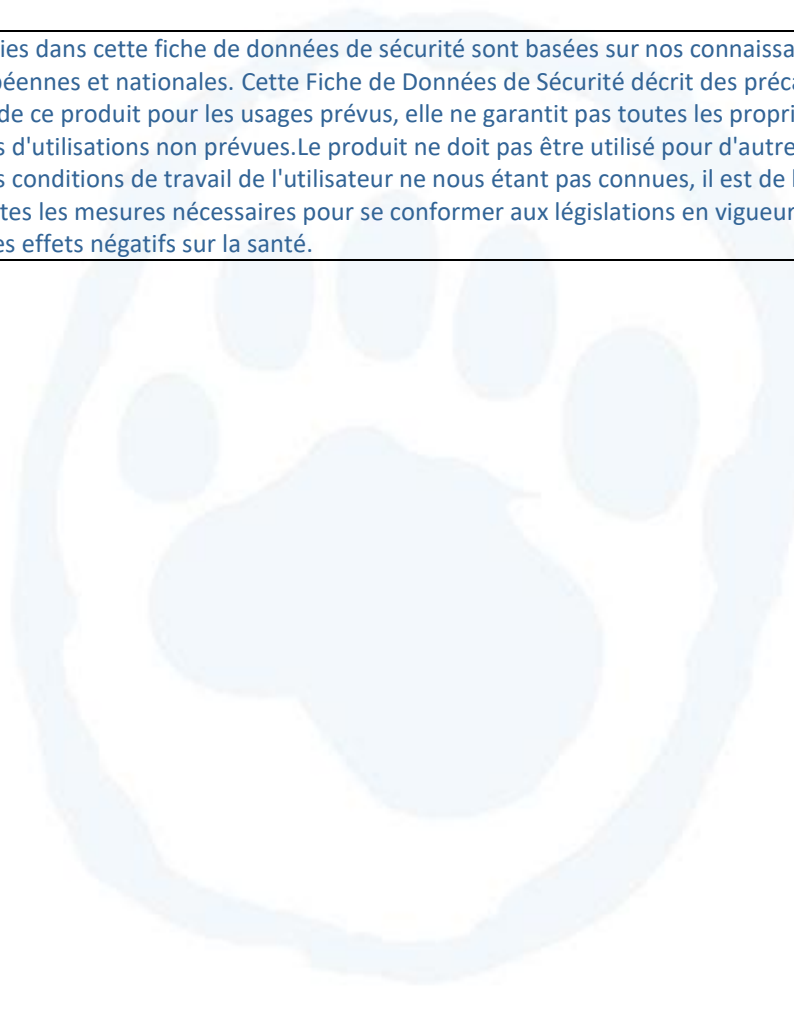 ies dans cette fiche de données de sécurité sont basées sur nos connaissa
péennes et nationales. Cette Fiche de Données de Sécurité décrit des préca
de ce produit pour les usages prévus, elle ne garantit pas toutes les propri
s d'utilisations non prévues.Le produit ne doit pas être utilisé pour d'autre
s conditions de travail de l'utilisateur ne nous étant pas connues, il est de l
tes les mesures nécessaires pour se conformer aux législations en vigueur
es effets négatifs sur la santé.